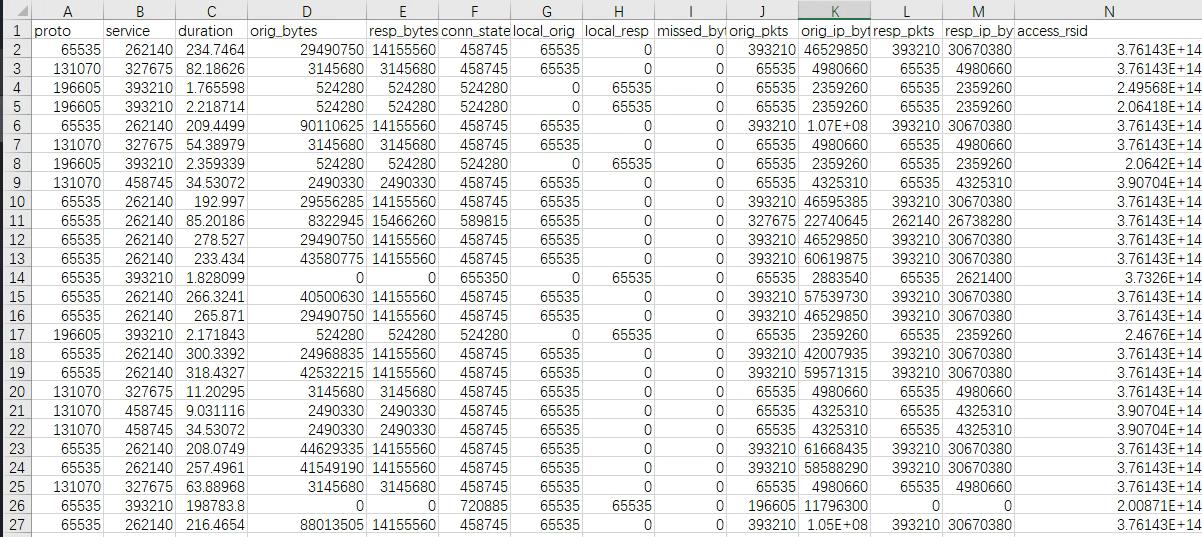 A B C D E F G H I J K L M N
1 proto service duration orig_bytes resp_bytes conn_state local_orig local_resp missed_byt orig_pkts orig_ip_byt resp_pkts resp_ip_by access_rsid
2 65535 262140 234.7464 29490750 14155560 458745 65535 0 0 393210 46529850 393210 30670380 3.76143E+14
3 131070 327675 82.18626 3145680 3145680 458745 65535 0 0 65535 4980660 65535 4980660 3.76143E+14
4 196605 393210 1.765598 524280 524280 524280 0 65535 0 65535 2359260 65535 2359260 2.49568E+14
5 196605 393210 2.218714 524280 524280 524280 0 65535 0 65535 2359260 65535 2359260 2.06418E+14
6 65535 262140 209.4499 90110625 14155560 458745 65535 0 0 393210 1.07E+08 393210 30670380 3.76143E+14
7 131070 327675 54.38979 3145680 3145680 458745 65535 0 0 65535 4980660 65535 4980660 3.76143E+14
8 196605 393210 2.359339 524280 524280 524280 0 65535 0 65535 2359260 65535 2359260 2.0642E+14
9 131070 458745 34.53072 2490330 2490330 458745 65535 0 0 65535 4325310 65535 4325310 3.90704E+14
10 65535 262140 192.997 29556285 14155560 458745 65535 0 0 393210 46595385 393210 30670380 3.76143E+14
11 65535 262140 85.20186 8322945 15466260 589815 65535 0 0 327675 22740645 262140 26738280 3.76143E+14
12 65535 262140 278.527 29490750 14155560 458745 65535 0 0 393210 46529850 393210 30670380 3.76143E+14
13 65535 262140 233.434 43580775 14155560 458745 65535 0 0 393210 60619875 393210 30670380 3.76143E+14
14 65535 393210 1.828099 0 0 655350 0 65535 0 65535 2883540 65535 2621400 3.7326E+14
15 65535 262140 266.3241 40500630 14155560 458745 65535 0 0 393210 57539730 393210 30670380 3.76143E+14
16 65535 262140 265.871 29490750 14155560 458745 65535 0 0 393210 46529850 393210 30670380 3.76143E+14
17 196605 393210 2.171843 524280 524280 524280 0 65535 0 65535 2359260 65535 2359260 2.4676E+14
18 65535 262140 300.3392 24968835 14155560 458745 65535 0 0 393210 42007935 393210 30670380 3.76143E+14
19 65535 262140 318.4327 42532215 14155560 458745 65535 0 0 393210 59571315 393210 30670380 3.76143E+14
20 131070 327675 11.20295 3145680 3145680 458745 65535 0 0 65535 4980660 65535 4980660 3.76143E+14
21 131070 458745 9.031116 2490330 2490330 458745 65535 0 0 65535 4325310 65535 4325310 3.90704E+14
22 131070 458745 34.53072 2490330 2490330 458745 65535 0 0 65535 4325310 65535 4325310 3.90704E+14
23 65535 262140 208.0749 44629335 14155560 458745 65535 0 0 393210 61668435 393210 30670380 3.76143E+14
24 65535 262140 257.4961 41549190 14155560 458745 65535 0 0 393210 58588290 393210 30670380 3.76143E+14
25 131070 327675 63.88968 3145680 3145680 458745 65535 0 0 65535 4980660 65535 4980660 3.76143E+14
26 65535 393210 198783.8 0 0 720885 65535 65535 0 196605 11796300 0 0 2.00871E+14
27 65535 262140 216.4654 88013505 14155560 458745 65535 0 0 393210 1.05E+08 393210 30670380 3.76143E+14